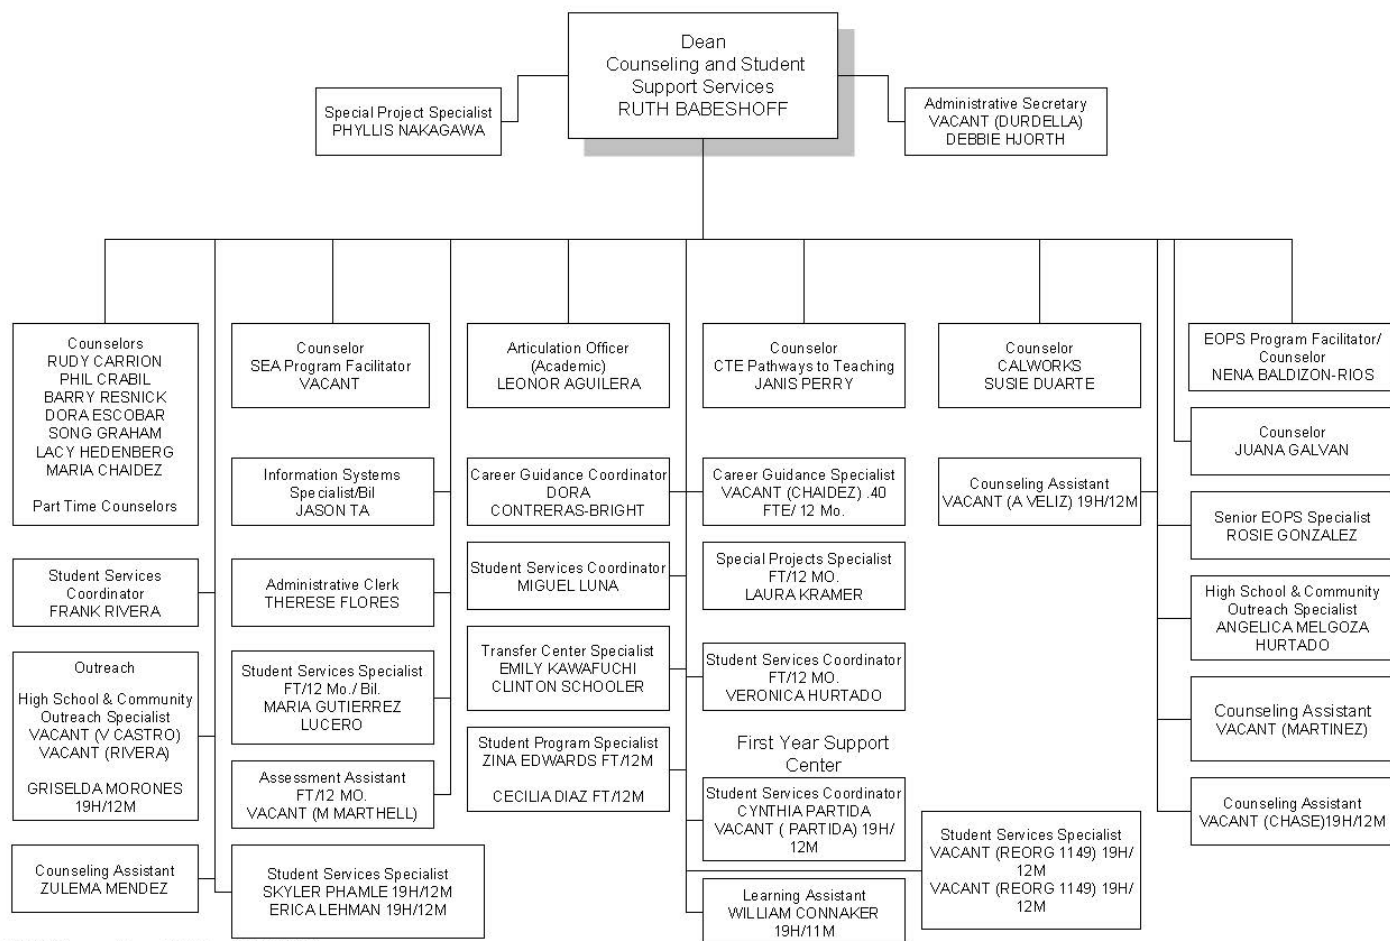 Dean
Counseling and Student
Support Services
RUTH BABESHOFF
Special Project Specialist
PHYLLIS NAKAGAWA
Administrative Secretary
VACANT (DURDELLA)
DEBBIE HJORTH
Counselors
RUDY CARRION
PHIL CRABIL
BARRY RESNICK
DORA ESCOBAR
SONG GRAHAM
LACY HEDENBERG
MARIA CHAIDEZ
Part Time Counselors
Counselor
SEA Program Facilitator
VACANT
Articulation Officer
(Academic)
LEONOR AGUILERA
Counselor
CTE Pathways to Teaching
JANIS PERRY
Counselor
CALWORKS
SUSIE DUARTE
EOPS Program Facilitator/
Counselor
NENA BALDIZON-RIOS
Counselor
JUANA GALVAN
Information Systems
Specialist/Bil
JASON TA
Career Guidance Coordinator
DORA
CONTRERAS-BRIGHT
Career Guidance Specialist
VACANT (CHAIDEZ) .40
FTE/ 12 Mo.
Counseling Assistant
VACANT (A VELIZ) 19H/12M
Senior EOPS Specialist
ROSIE GONZALEZ
Student Services
Coordinator
FRANK RIVERA
Administrative Clerk
THERESE FLORES
Student Services Coordinator
MIGUEL LUNA
Special Projects Specialist
FT/12 MO.
LAURA KRAMER
High School & Community
Outreach Specialist
ANGELICA MELGOZA
HURTADO
Outreach
High School & Community
Outreach Specialist
VACANT (V CASTRO)
VACANT (RIVERA)
GRISELDA MORONES
19H/12M
Student Services Specialist
FT/12 Mo./ Bil.
MARIA GUTIERREZ
LUCERO
Transfer Center Specialist
EMILY KAWAFUCHI
CLINTON SCHOOLER
Student Services Coordinator
FT/12 MO.
VERONICA HURTADO
Counseling Assistant
VACANT (MARTINEZ)
Assessment Assistant
FT/12 MO.
VACANT (M MARTHELL)
Student Program Specialist
ZINA EDWARDS FT/12M
CECILIA DIAZ FT/12M
First Year Support
Center
Student Services Coordinator
CYNTHIA PARTIDA
VACANT ( PARTIDA) 19H/
12M
Counseling Assistant
VACANT (CHASE)19H/12M
Counseling Assistant
ZULEMA MENDEZ
Student Services Specialist
SKYLER PHAMLE 19H/12M
ERICA LEHMAN 19H/12M
Student Services Specialist
VACANT (REORG 1149) 19H/
12M
VACANT (REORG 1149) 19H/
12M
Learning Assistant
WILLIAM CONNAKER
19H/11M